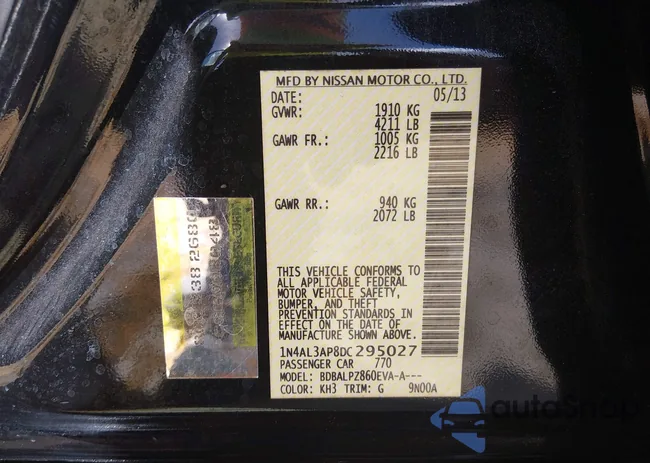 MFD BY NISSAN MOTOR CO., LTD.
DATE: 05/13
GVWR: 1910 KG
4211 LB
GAWR FR.: 1005 KG
2216 LB
GAWR RR.: 940 KG
2072 LB
THIS VEHICLE CONFORMS TO
ALL APPLICABLE FEDERAL
MOTOR VEHICLE SAFETY,
BUMPER, AND THEFT
PREVENTION STANDARDS IN
EFFECT ON THE DATE OF
MANUFACTURE SHOWN ABOVE.
1N4AL3AP8DC295027
PASSENGER CAR 770
MODEL: BDBALPZ860EVA-A---
COLOR: KH3 TRIM: G 9N00A
autoSnap